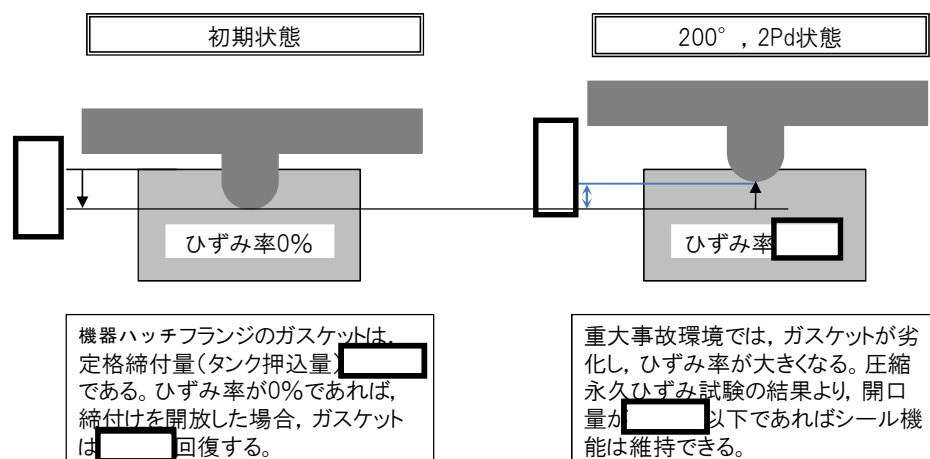 初期状態
200°，2Pd状態
ひずみ率0%
ひずみ率
機器ハッチフランジのガスケットは，
定格締付量（タンク押込量）
である。ひずみ率が0%であれば，
締付けを開放した場合，ガスケット
は 回復する。
重大事故環境では，ガスケットが劣
化し，ひずみ率が大きくなる。圧縮
永久ひずみ試験の結果より，開口
量が 以下であればシール機
能は維持できる。